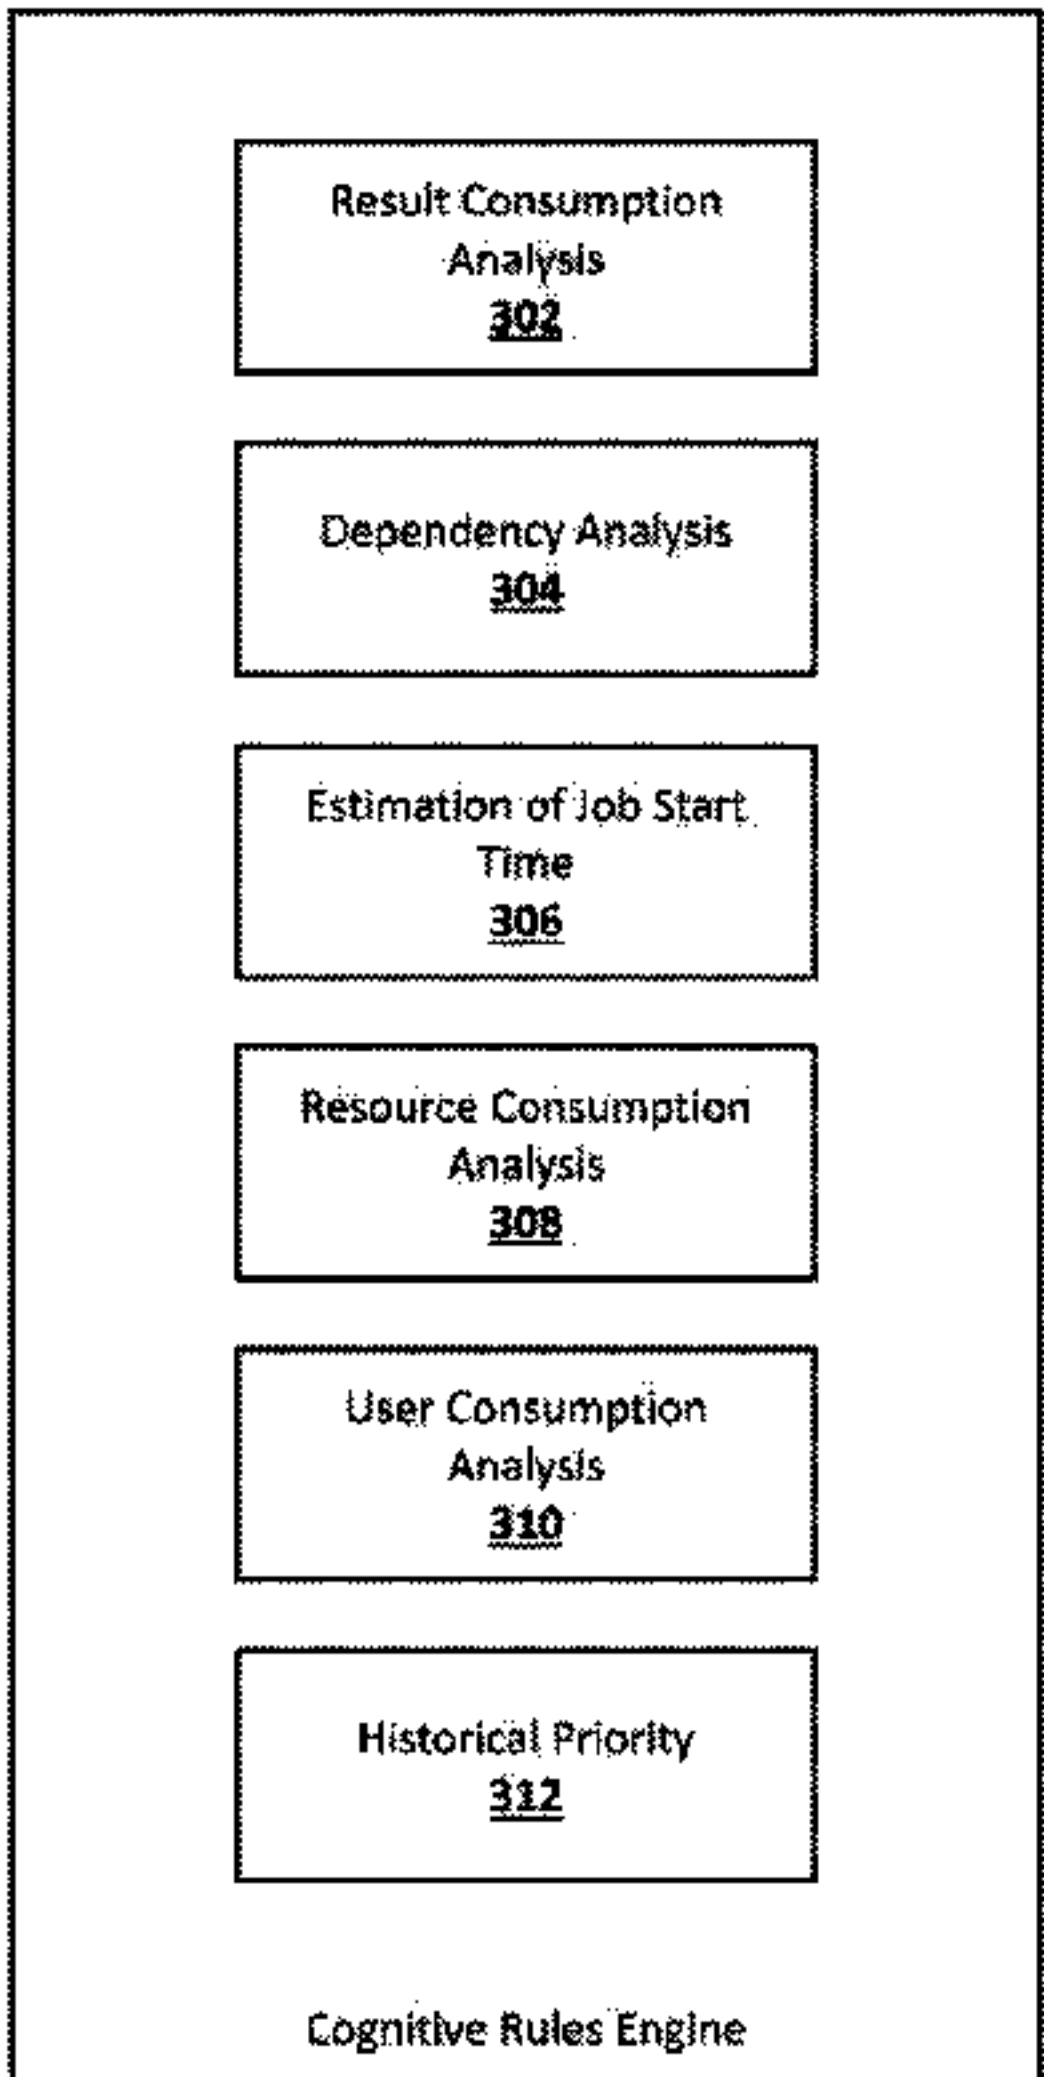 Result Consumption
Analysis
302
Dependency Analysis
304
Estimation of Job Start
Time
306
Resource Consumption
Analysis
308
User Consumption
Analysis
310
Historical Priority
312
Cognitive Rules Engine